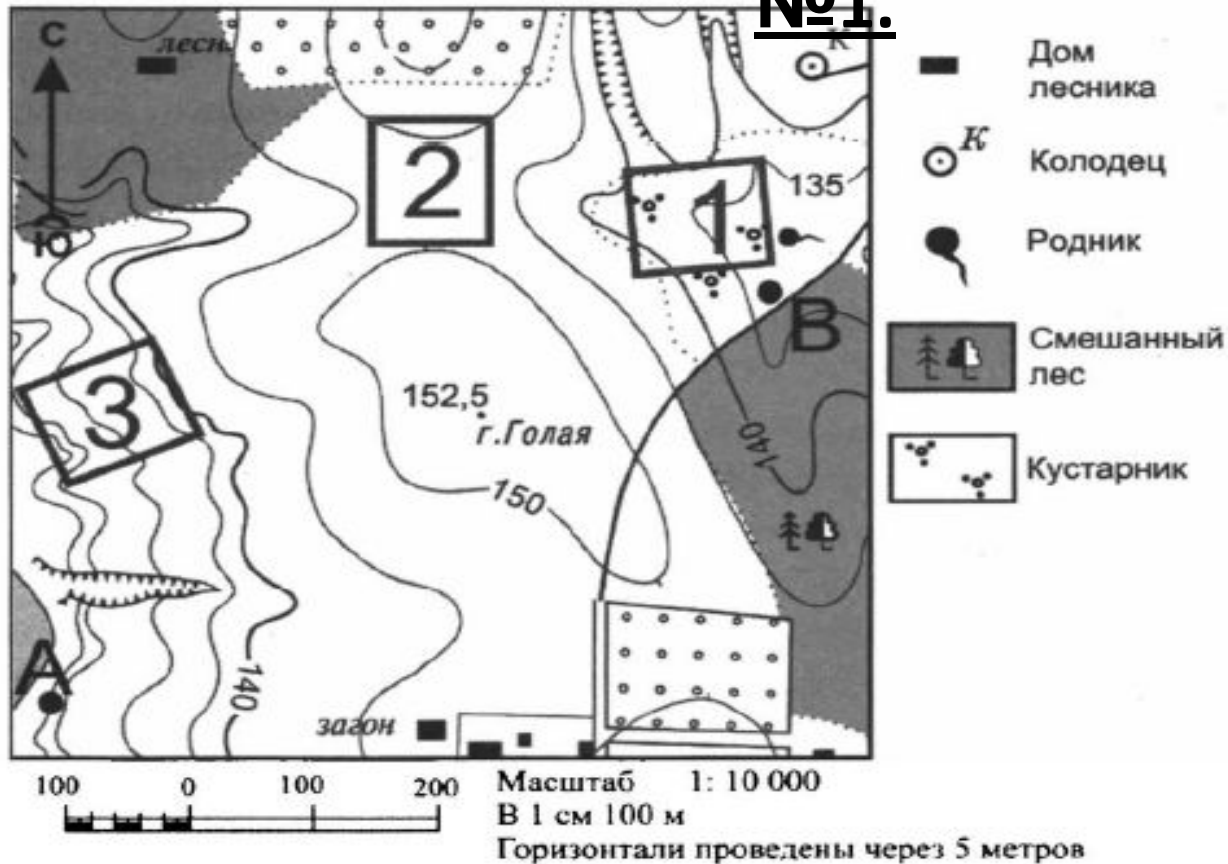 №1.
С
лесн.
К
2
1
135
Ю
В
3
152,5
г.Голая
140
150
А
140
загон
Дом
лесника
К
Колодец
Родник
Смешанный
лес
Кустарник
100 0 100 200
Масштаб 1: 10 000
В 1 см 100 м
Горизонтали проведены через 5 метров